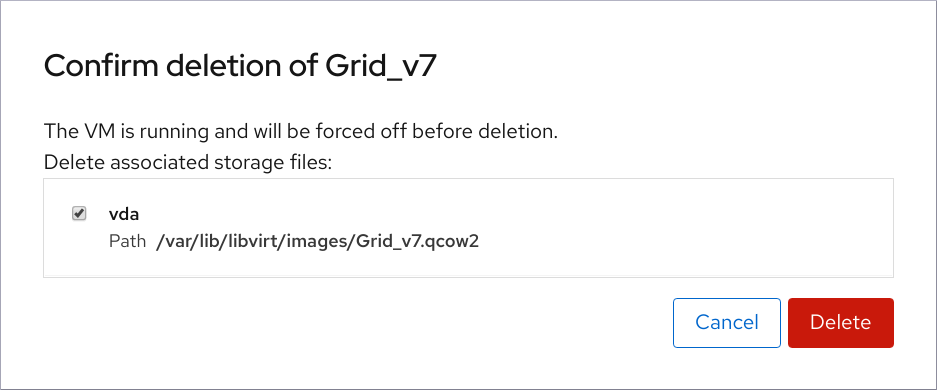 Confirm deletion of Grid_v7
The VM is running and will be forced off before deletion.
Delete associated storage files:
vda
Path /var/lib/libvirt/images/Grid_v7.qcow2
Cancel Delete